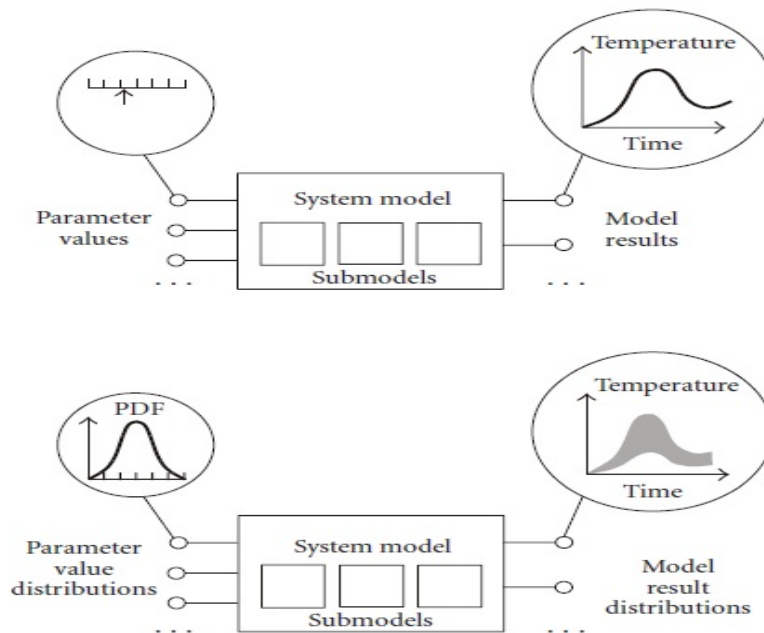 Temperature
Time
System model
Parameter
values
Model
results
Submodels
. . .
. . .
Temperature
PDF
Time
System model
Parameter
value
distributions
Model
result
distributions
Submodels
. . .
. . .